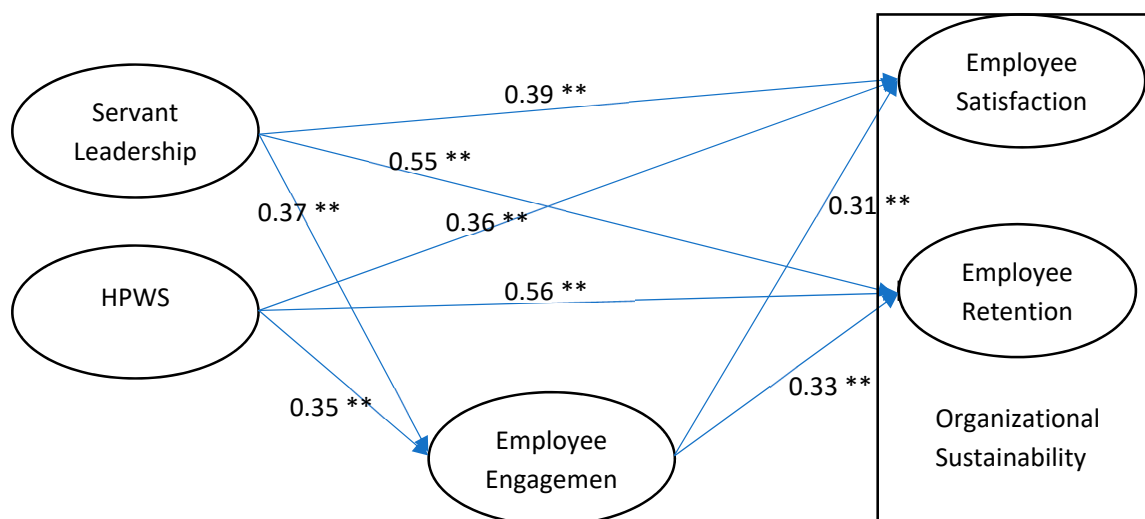 Servant
Leadership
HPWS
0.39 **
0.55 **
0.37 **
0.36 **
0.31 **
0.56 **
0.35 **
0.33 **
Employee
Engagemen
Employee
Satisfaction
Employee
Retention
Organizational
Sustainability